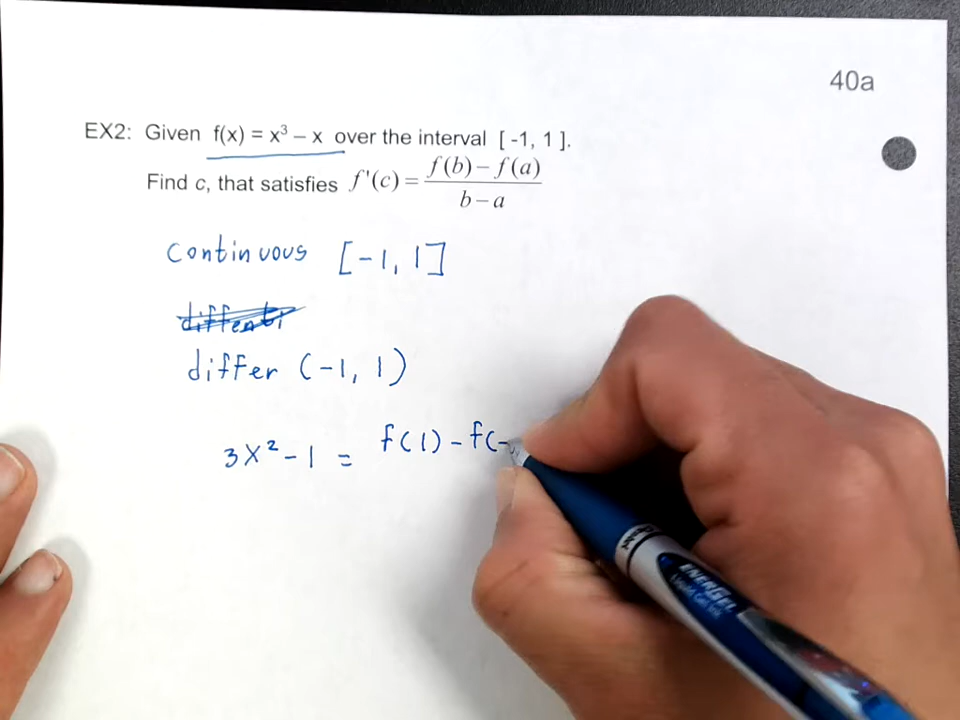 40a
EX2: Given f(x) = x³ – x over the interval [ -1, 1 ].
Find c, that satisfies f'(c) = f(b) – f(a) / b – a
continuous [-1, 1]
differ (-1, 1)
3x² - 1 = f(1) - f(-
ENERGEL